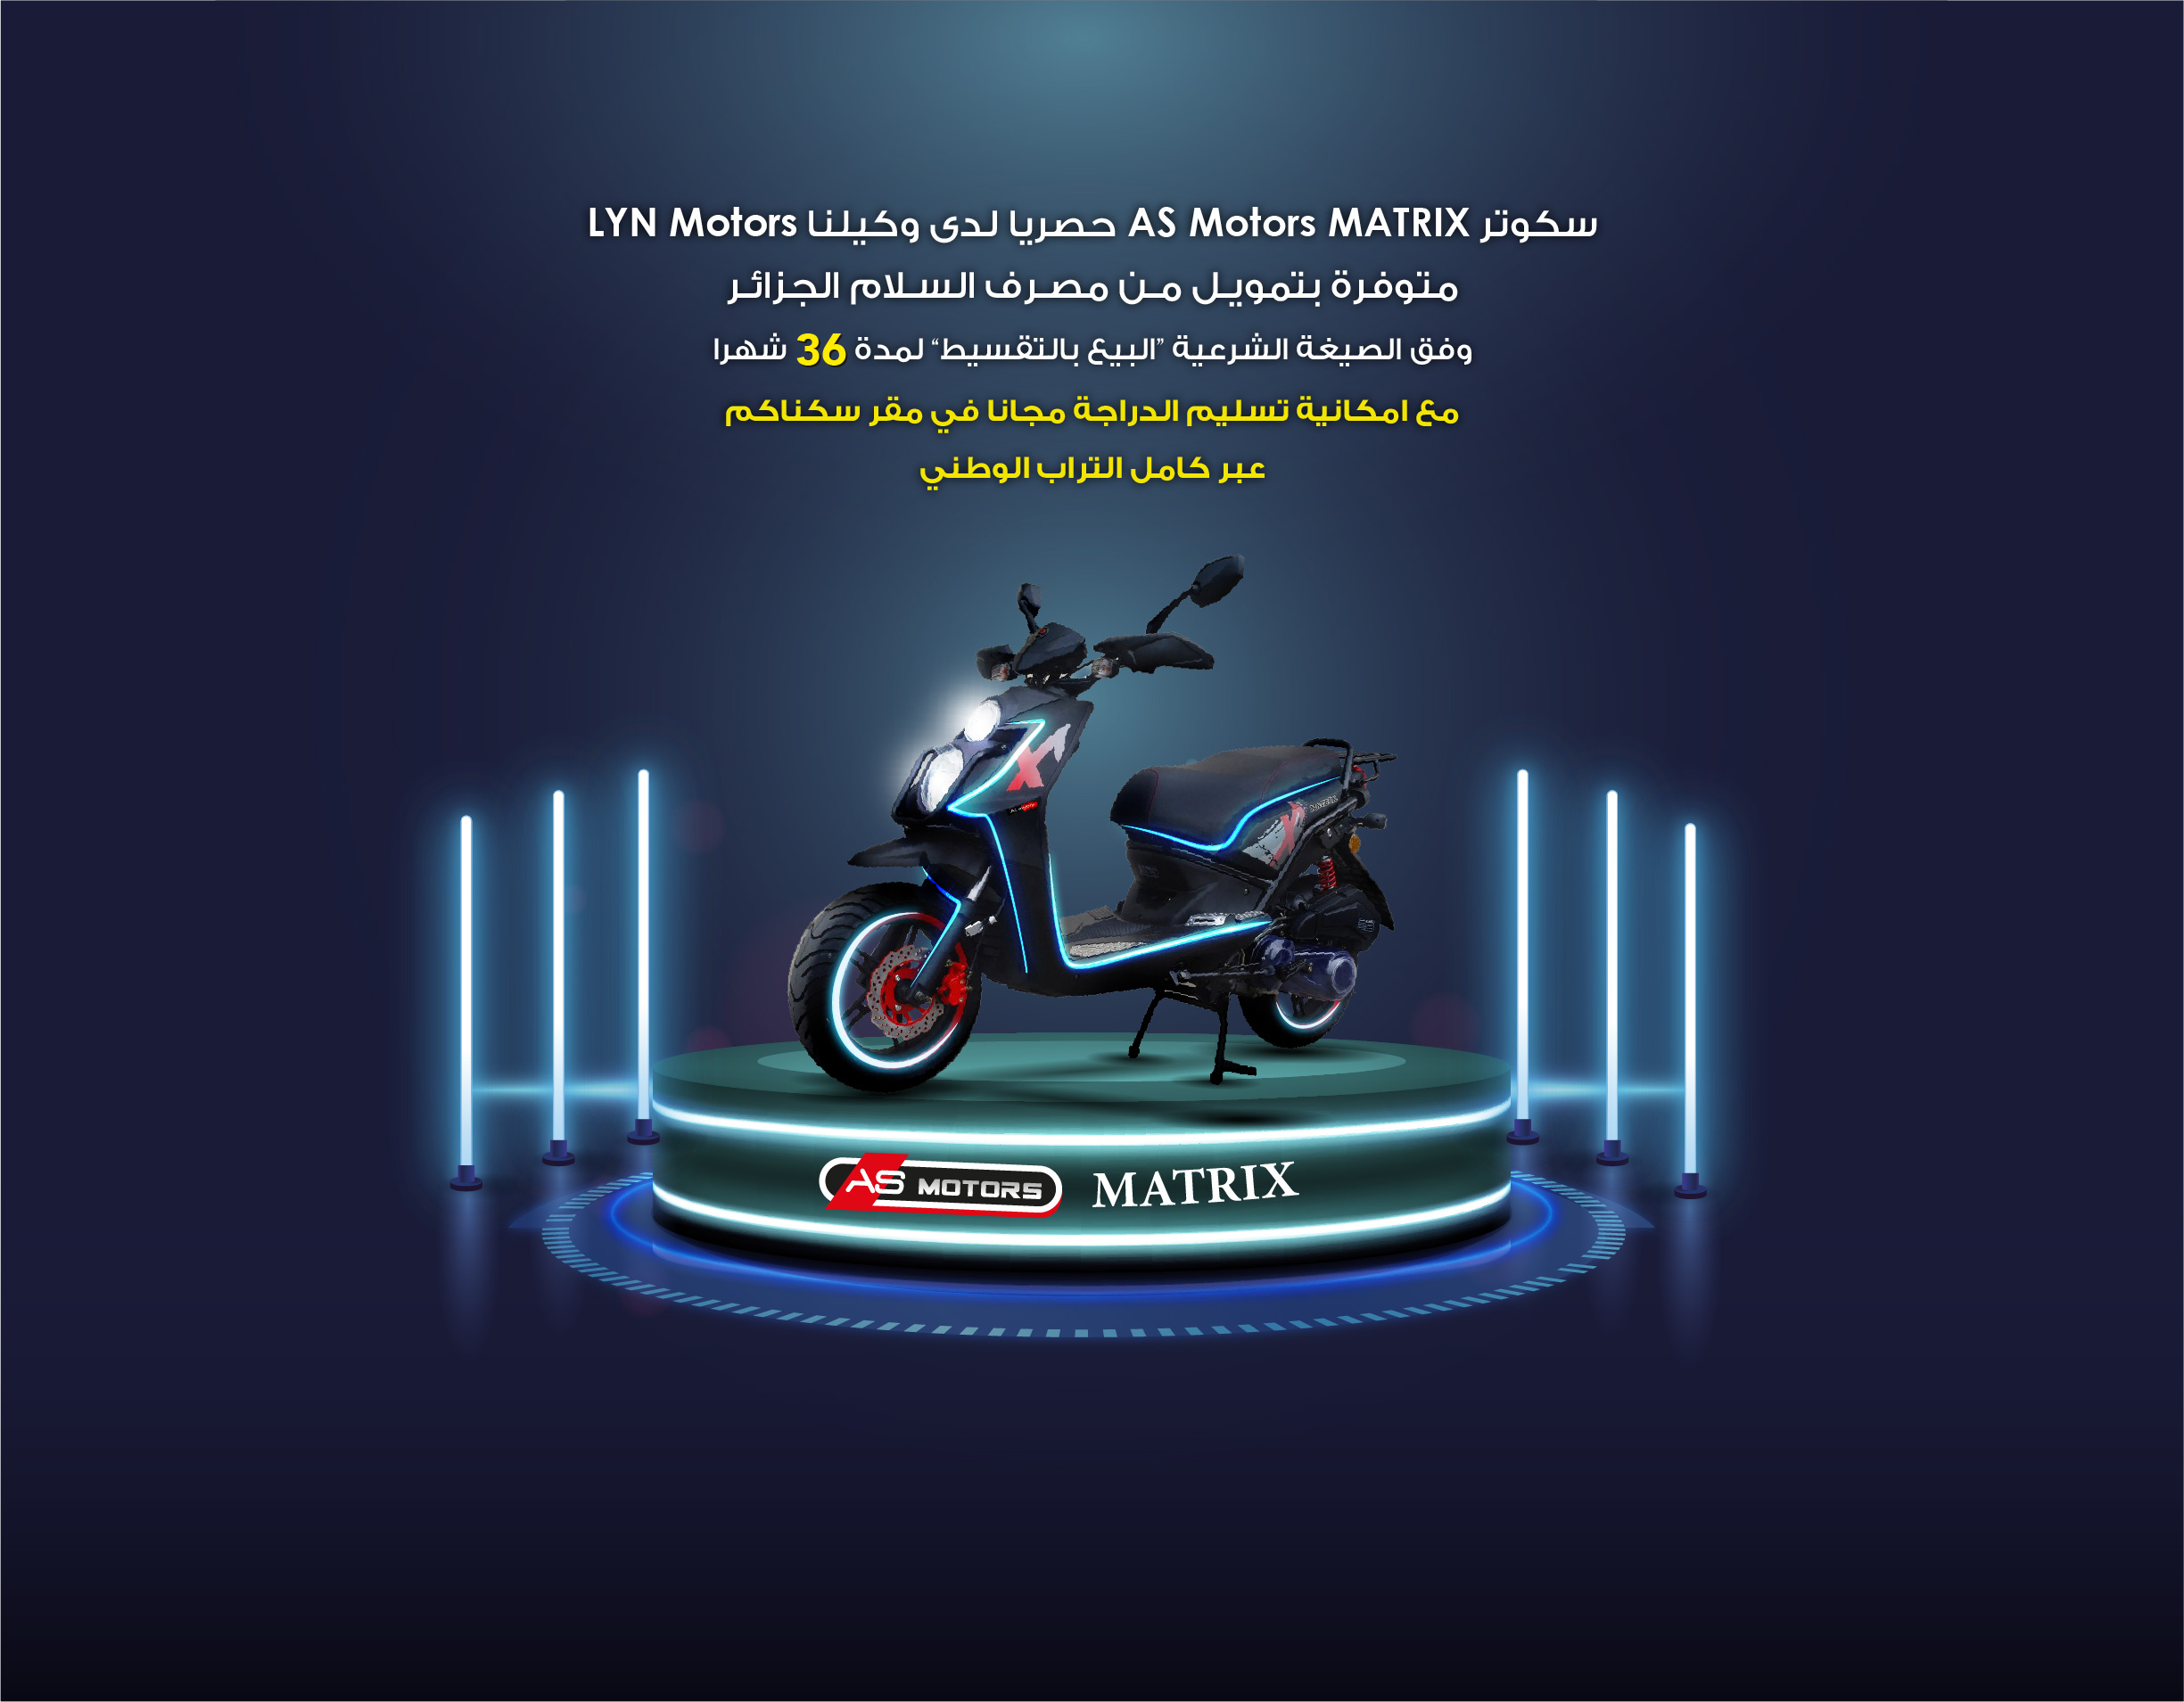 سكوتر AS Motors MATRIX حصريا لدى وكيلنا LYN Motors
متوفرة بتمويل من مصرف السلام الجزائر
وفق الصيغة الشرعية "البيع بالتقسيط" لمدة 36 شهرا
مع امكانية تسليم الدراجة مجانا في مقر سكناكم
عبر كامل التراب الوطني
X
MATRIX
AS MOTORS MATRIX